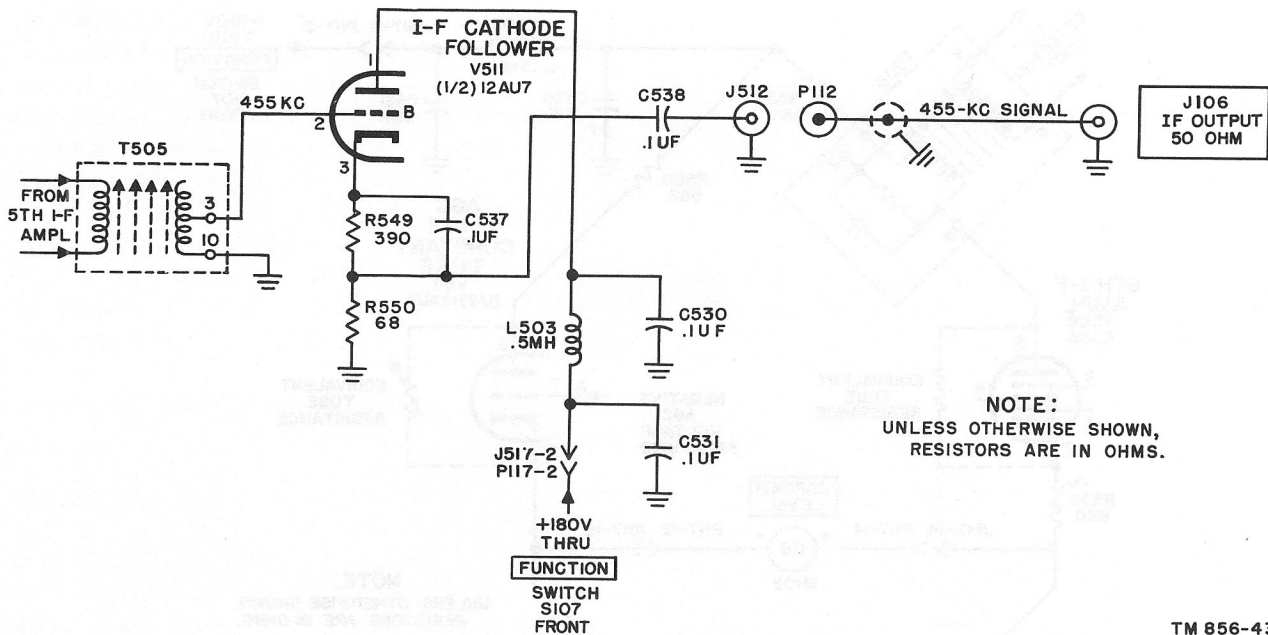 I-F CATHODE
FOLLOWER
V511
(1/2) 12AU7
1
455 KC
2
B
3
T505
FROM
5TH I-F
AMPL
3
10
R549
390
C537
.1UF
R550
68
C538
.1UF
J512
P112
455-KC SIGNAL
J106
IF OUTPUT
50 OHM
L503
.5MH
C530
.1UF
C531
.1UF
J517-2
P117-2
+180V
THRU
FUNCTION
SWITCH
S107
FRONT
NOTE:
UNLESS OTHERWISE SHOWN,
RESISTORS ARE IN OHMS.
TM 856-43